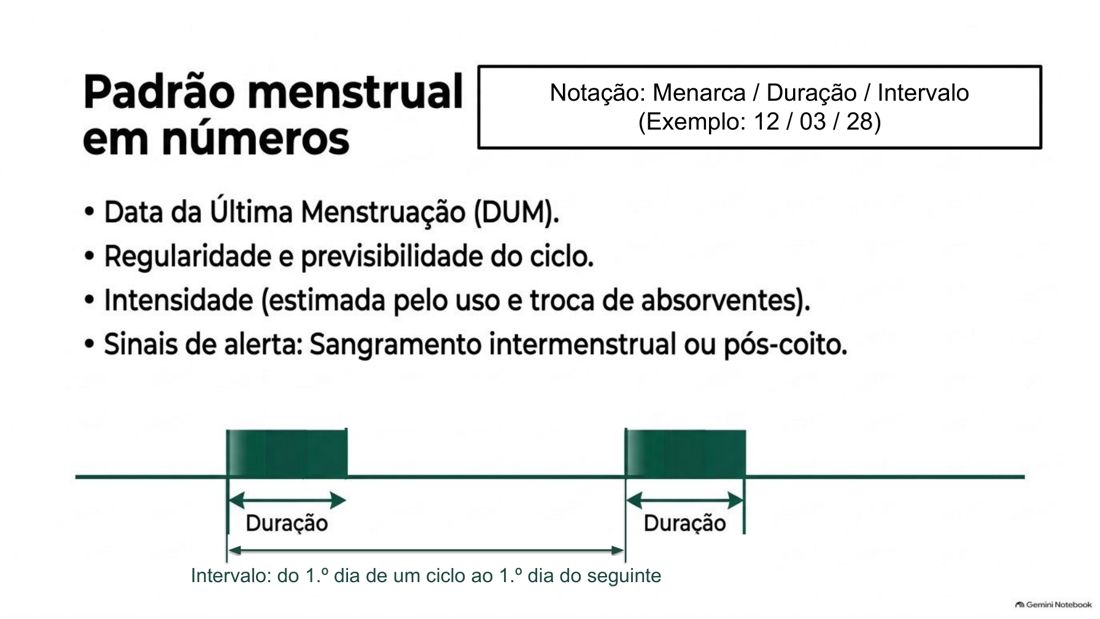 Padrão menstrual
em números
Notação: Menarca / Duração / Intervalo
(Exemplo: 12 / 03 / 28)
• Data da Última Menstruação (DUM).
• Regularidade e previsibilidade do ciclo.
• Intensidade (estimada pelo uso e troca de absorventes).
• Sinais de alerta: Sangramento intermenstrual ou pós-coito.
Duração
Duração
Intervalo: do 1.º dia de um ciclo ao 1.º dia do seguinte
Gemini Notebook